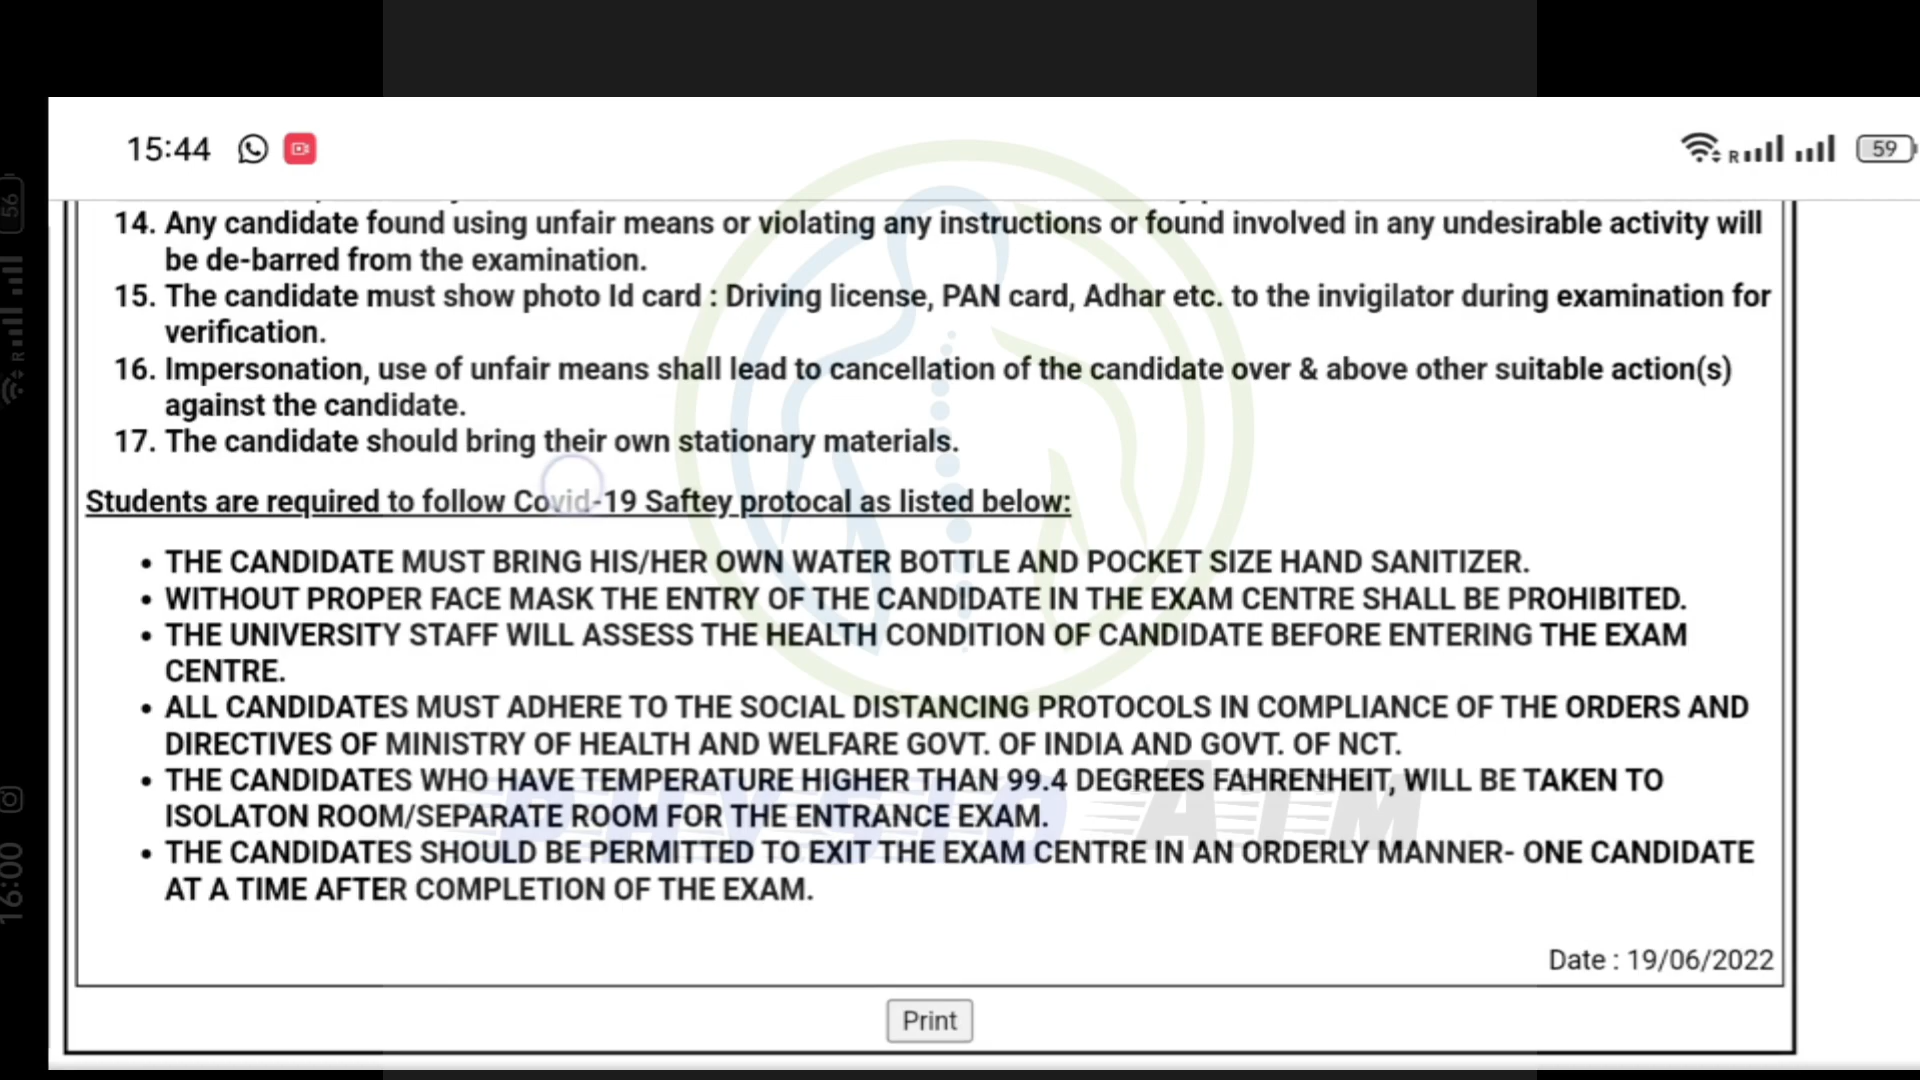 15:44
R
59
14. Any candidate found using unfair means or violating any instructions or found involved in any undesirable activity will
be de-barred from the examination.
15. The candidate must show photo Id card : Driving license, PAN card, Adhar etc. to the invigilator during examination for
verification.
16. Impersonation, use of unfair means shall lead to cancellation of the candidate over & above other suitable action(s)
against the candidate.
17. The candidate should bring their own stationary materials.
Students are required to follow Covid-19 Saftey protocal as listed below:
• THE CANDIDATE MUST BRING HIS/HER OWN WATER BOTTLE AND POCKET SIZE HAND SANITIZER.
• WITHOUT PROPER FACE MASK THE ENTRY OF THE CANDIDATE IN THE EXAM CENTRE SHALL BE PROHIBITED.
• THE UNIVERSITY STAFF WILL ASSESS THE HEALTH CONDITION OF CANDIDATE BEFORE ENTERING THE EXAM
CENTRE.
• ALL CANDIDATES MUST ADHERE TO THE SOCIAL DISTANCING PROTOCOLS IN COMPLIANCE OF THE ORDERS AND
DIRECTIVES OF MINISTRY OF HEALTH AND WELFARE GOVT. OF INDIA AND GOVT. OF NCT.
• THE CANDIDATES WHO HAVE TEMPERATURE HIGHER THAN 99.4 DEGREES FAHRENHEIT, WILL BE TAKEN TO
ISOLATON ROOM/SEPARATE ROOM FOR THE ENTRANCE EXAM.
• THE CANDIDATES SHOULD BE PERMITTED TO EXIT THE EXAM CENTRE IN AN ORDERLY MANNER- ONE CANDIDATE
AT A TIME AFTER COMPLETION OF THE EXAM.
PHYSIO AIM
Date : 19/06/2022
Print
56
R
16:00